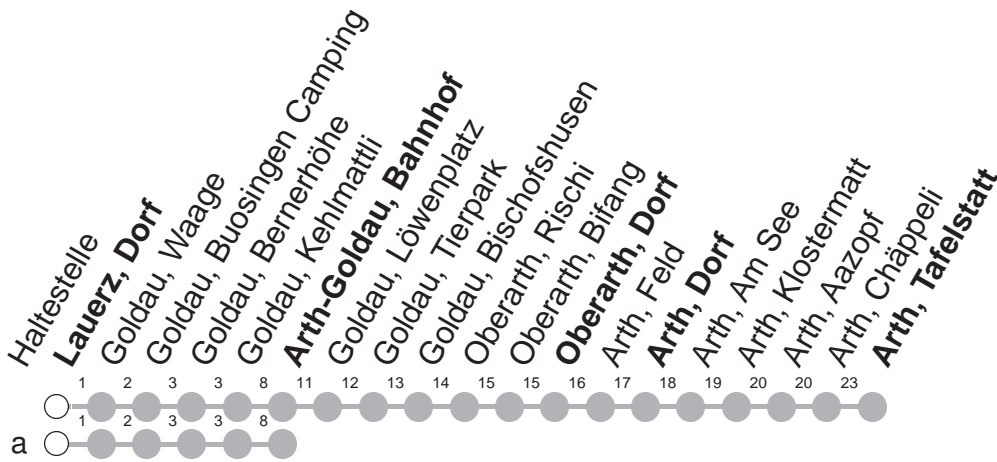 Haltestelle
Lauerz, Dorf
Goldau, Waage
Goldau, Buosingen Camping
Goldau, Bernerhöhe
Goldau, Kehlmattli
Arth-Goldau, Bahnhof
Goldau, Löwenplatz
Goldau, Tierpark
Goldau, Bischofshusen
Oberarth, Rischi
Oberarth, Bifang
Oberarth, Dorf
Arth, Feld
Arth, Dorf
Arth, Am See
Arth, Klostermatt
Arth, Aazopf
Arth, Chäppeli
Arth, Tafelstatt
1 2 3 3 8 11 12 13 14 15 15 16 17 18 19 20 20 23
a 1 2 3 3 8